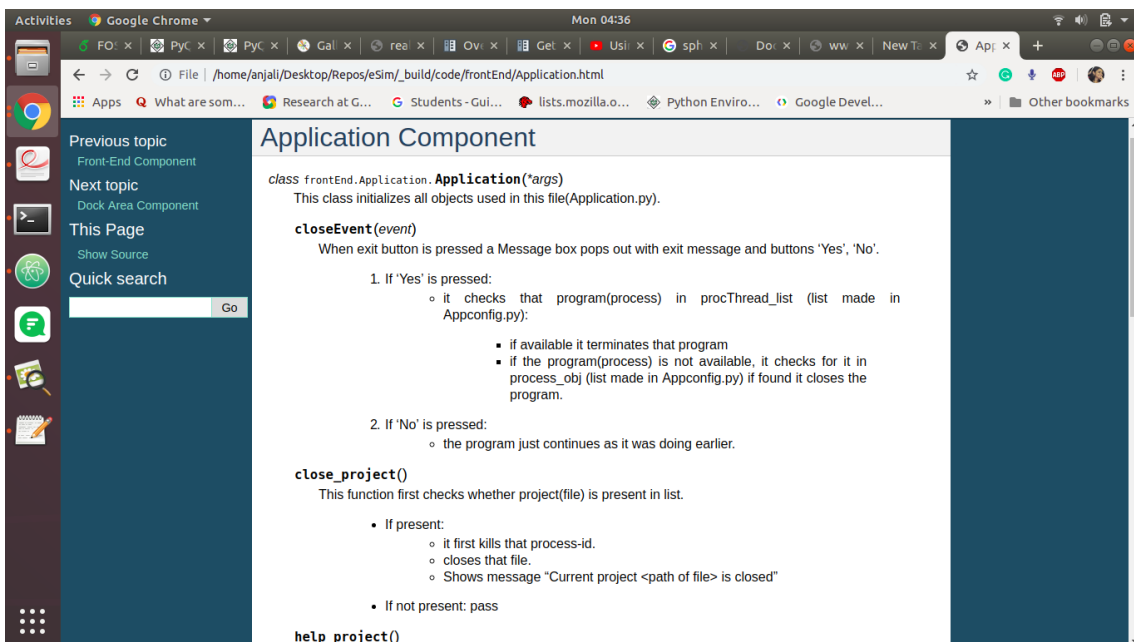 Activities Google Chrome Mon 04:36
FO: PyC PyC Gall real Ove Get Usi sph Do ww New Ta App
File | /home/anjali/Desktop/Repos/eSim/_build/code/frontEnd/Application.html
Apps What are som... Research at G... Students - Gui... lists.mozilla.o... Python Enviro... Google Devel... » Other bookmarks
Previous topic
Front-End Component
Next topic
Dock Area Component
This Page
Show Source
Quick search
Go
Application Component
class frontEnd.Application.Application(*args)
This class initializes all objects used in this file(Application.py).
closeEvent(event)
When exit button is pressed a Message box pops out with exit message and buttons ‘Yes’, ‘No’.
1. If ‘Yes’ is pressed:
it checks that program(process) in procThread_list (list made in
Appconfig.py):
if available it terminates that program
if the program(process) is not available, it checks for it in
process_obj (list made in Appconfig.py) if found it closes the
program.
2. If ‘No’ is pressed:
the program just continues as it was doing earlier.
close_project()
This function first checks whether project(file) is present in list.
If present:
it first kills that process-id.
closes that file.
Shows message “Current project <path of file> is closed”
If not present: pass
help_project()